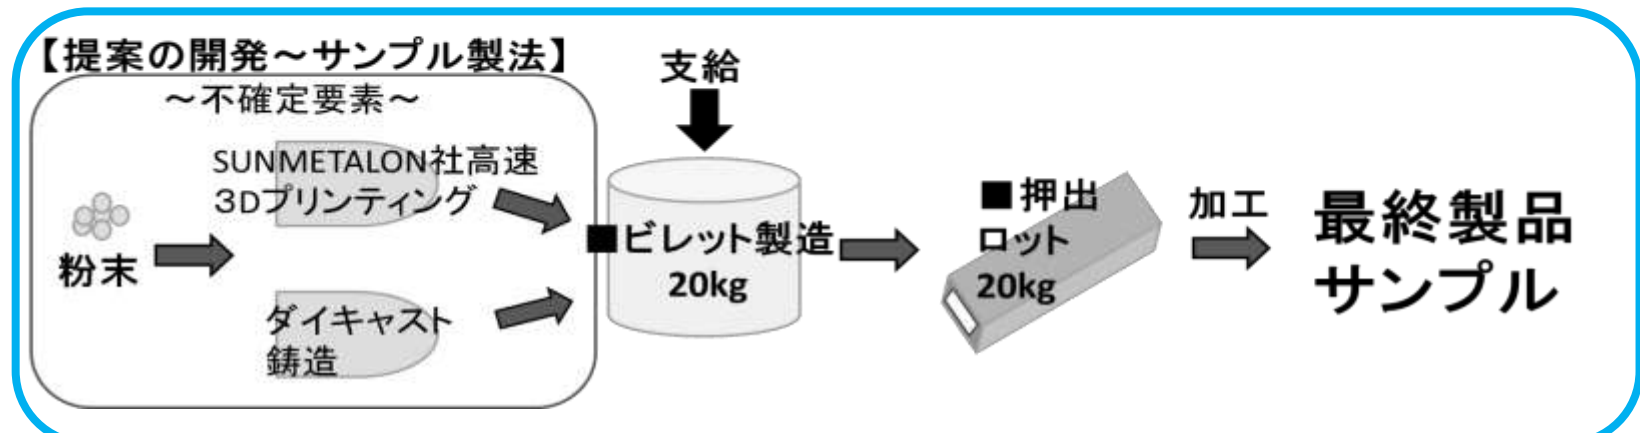 【提案の開発～サンプル製法】
～不確定要素～
粉末
SUNMETALON社高速
３Dプリンティング
ダイキャスト
鋳造
支給
■ビレット製造
20kg
■押出
ロット
20kg
加工
最終製品
サンプル